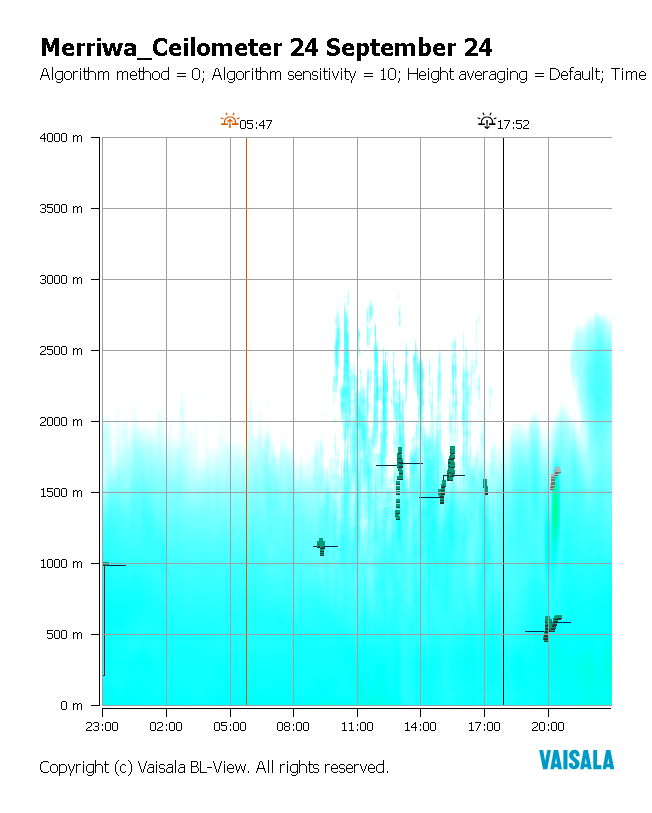 Merriwa_Ceilometer 24 September 24
Algorithm method = 0; Algorithm sensitivity = 10; Height averaging = Default; Time
05:47
17:52
4000 m
3500 m
3000 m
2500 m
2000 m
1500 m
1000 m
500 m
0 m
23:00 02:00 05:00 08:00 11:00 14:00 17:00 20:00
Copyright (c) Vaisala BL-View. All rights reserved.
VAISALA